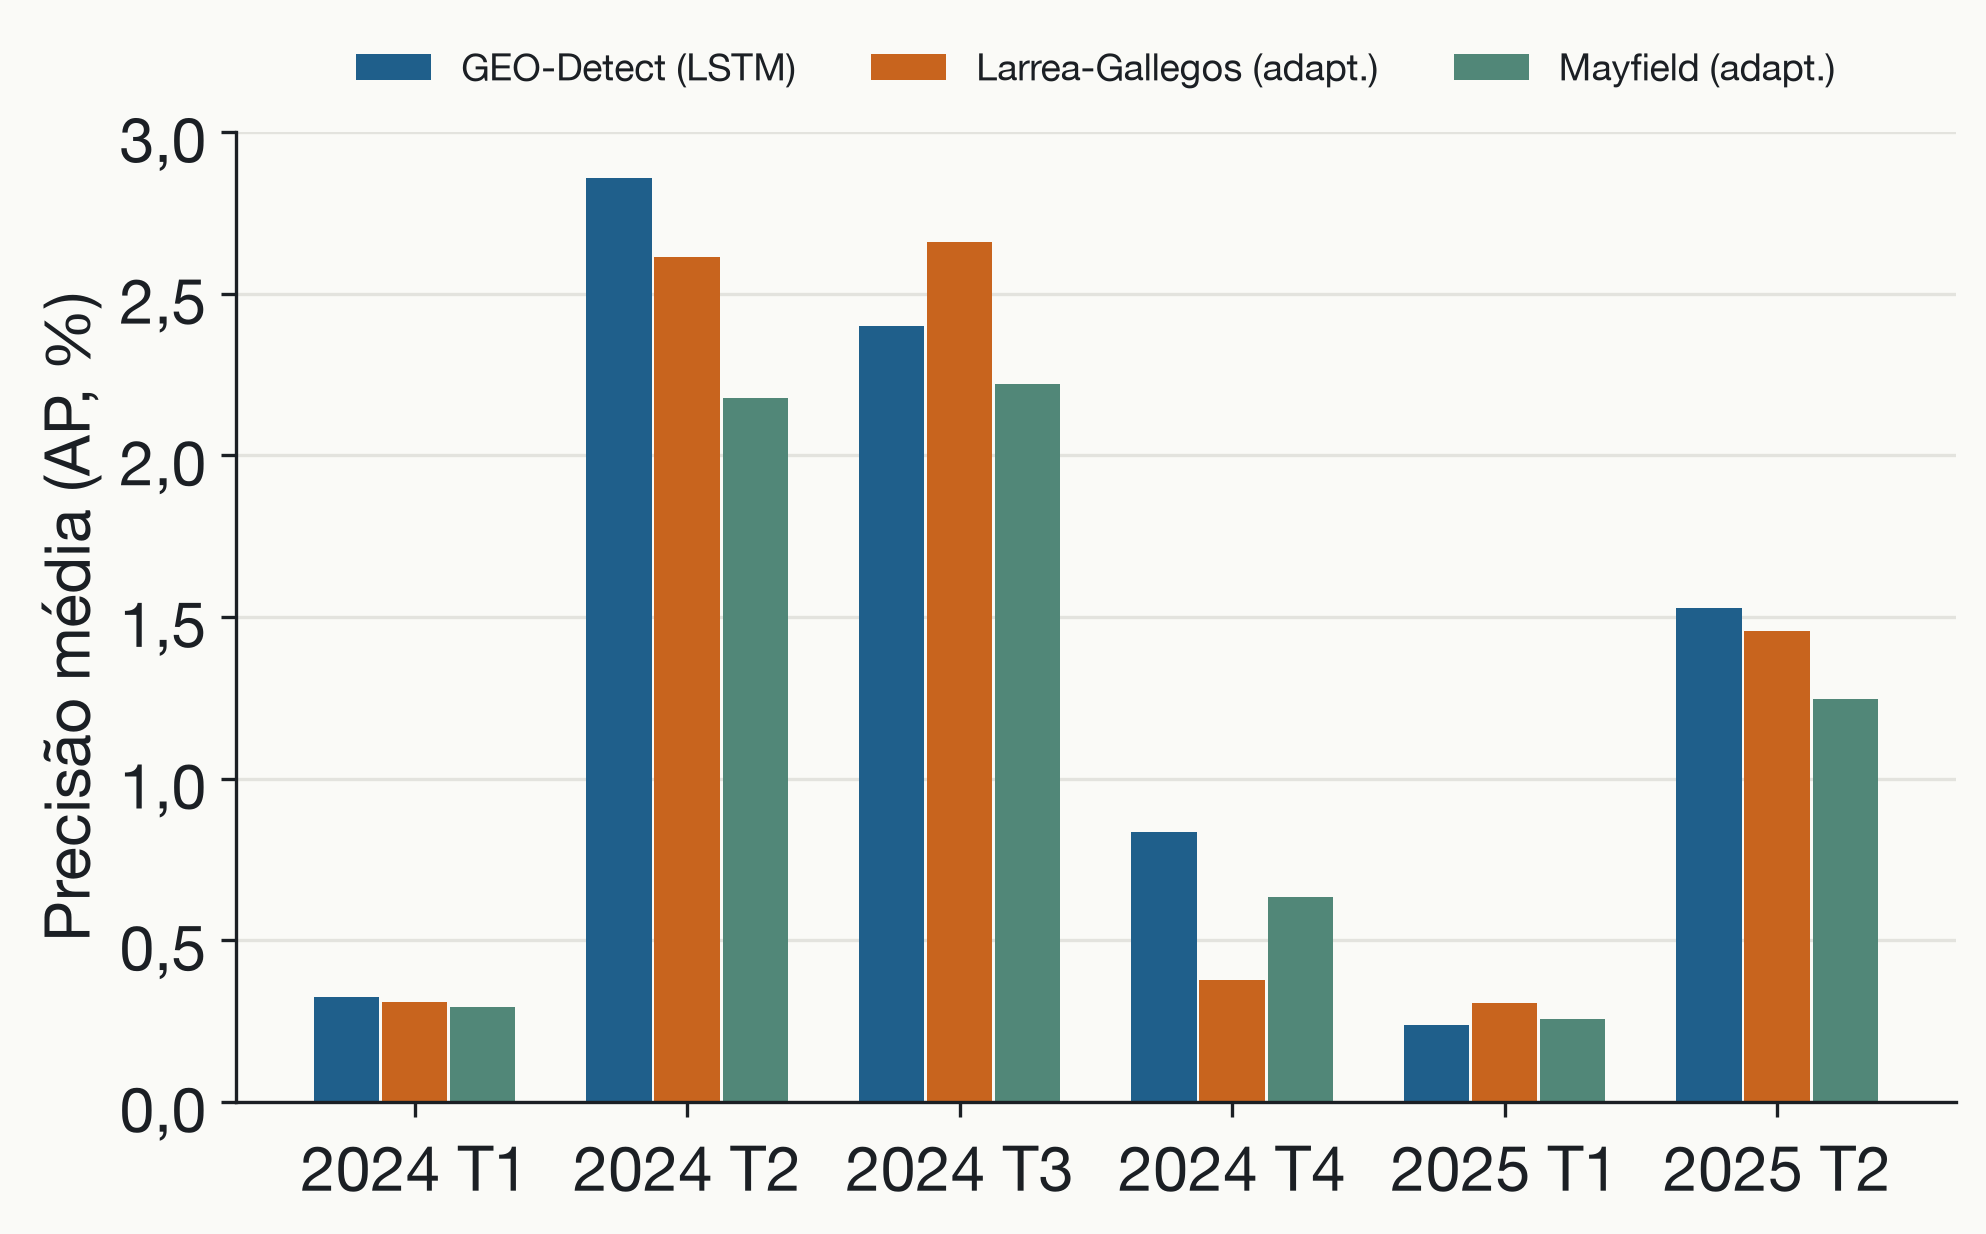 GEO-Detect (LSTM) Larrea-Gallegos (adapt.) Mayfield (adapt.)
Precisão média (AP, %)
3,0
2,5
2,0
1,5
1,0
0,5
0,0
2024 T1 2024 T2 2024 T3 2024 T4 2025 T1 2025 T2